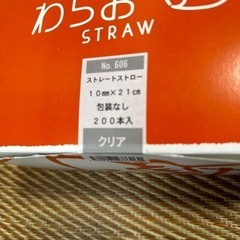 わらお
STRAW
No. 606
ストレートストロー
10mm×21cm
包装なし
200本入
クリア